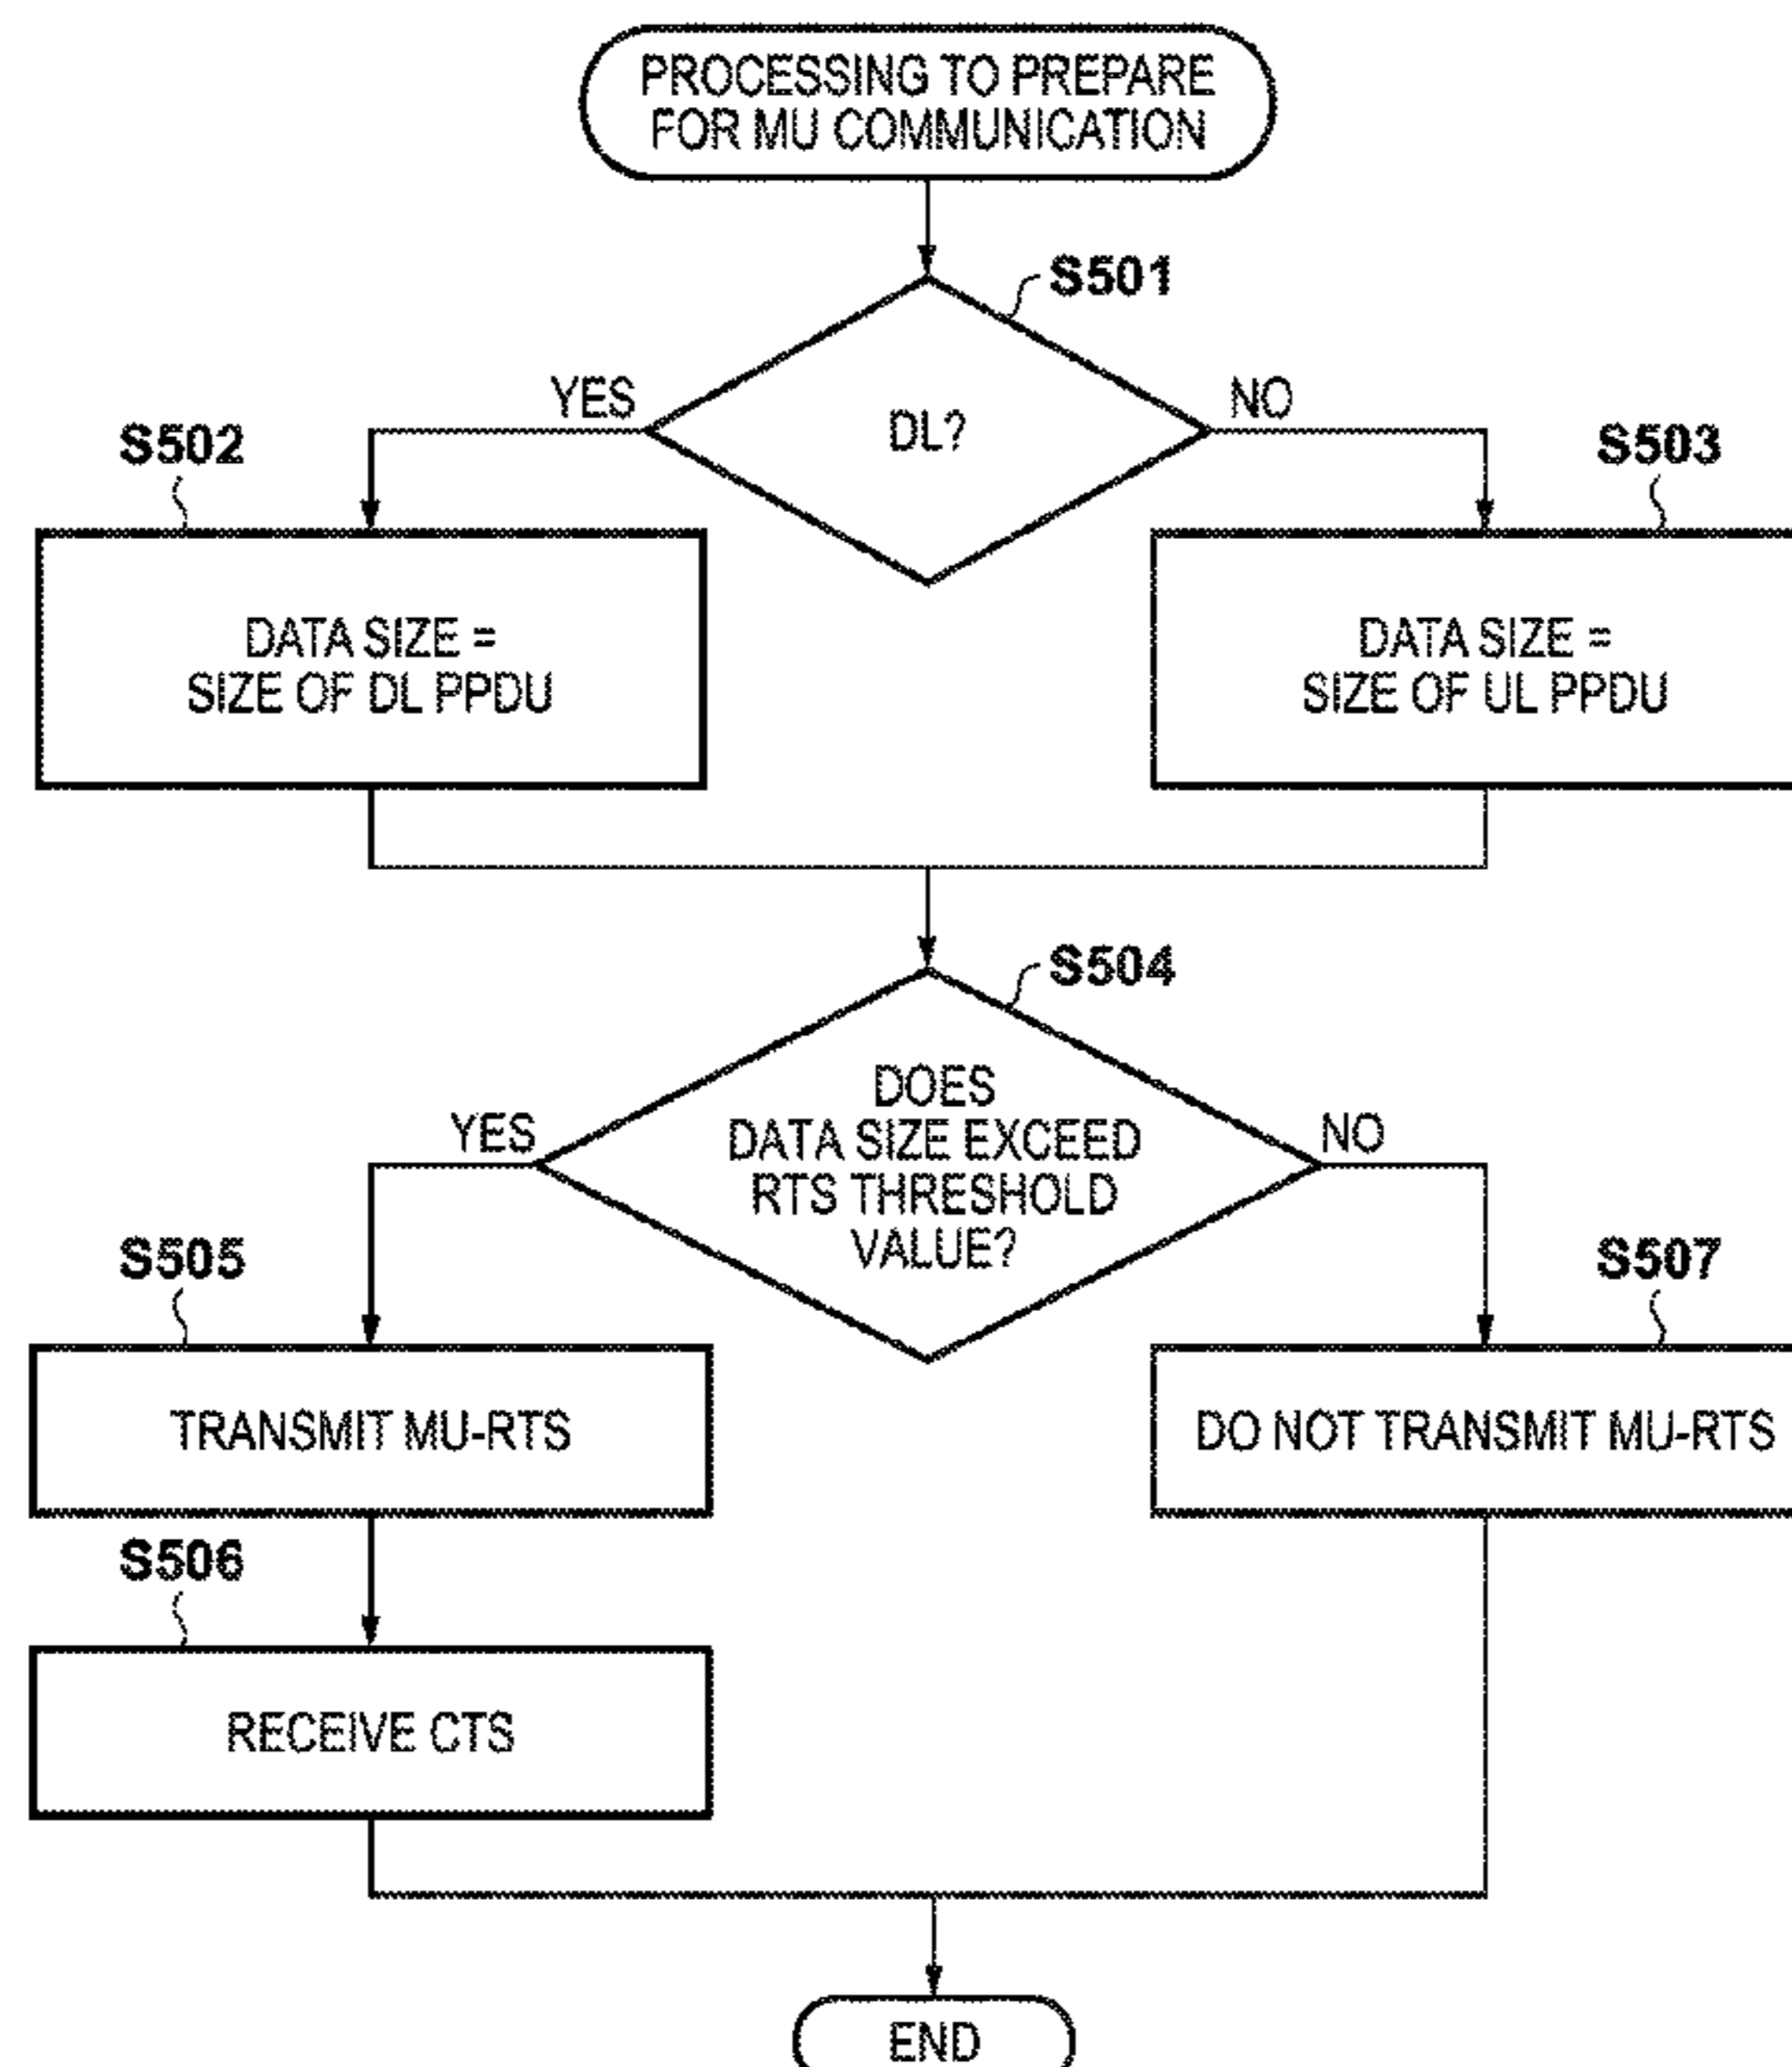 PROCESSING TO PREPARE
FOR MU COMMUNICATION
S501
DL?
YES
NO
S502
S503
DATA SIZE =
SIZE OF DL PPDU
DATA SIZE =
SIZE OF UL PPDU
S504
DOES
DATA SIZE EXCEED
RTS THRESHOLD
VALUE?
YES
NO
S505
S507
TRANSMIT MU-RTS
DO NOT TRANSMIT MU-RTS
S506
RECEIVE CTS
END